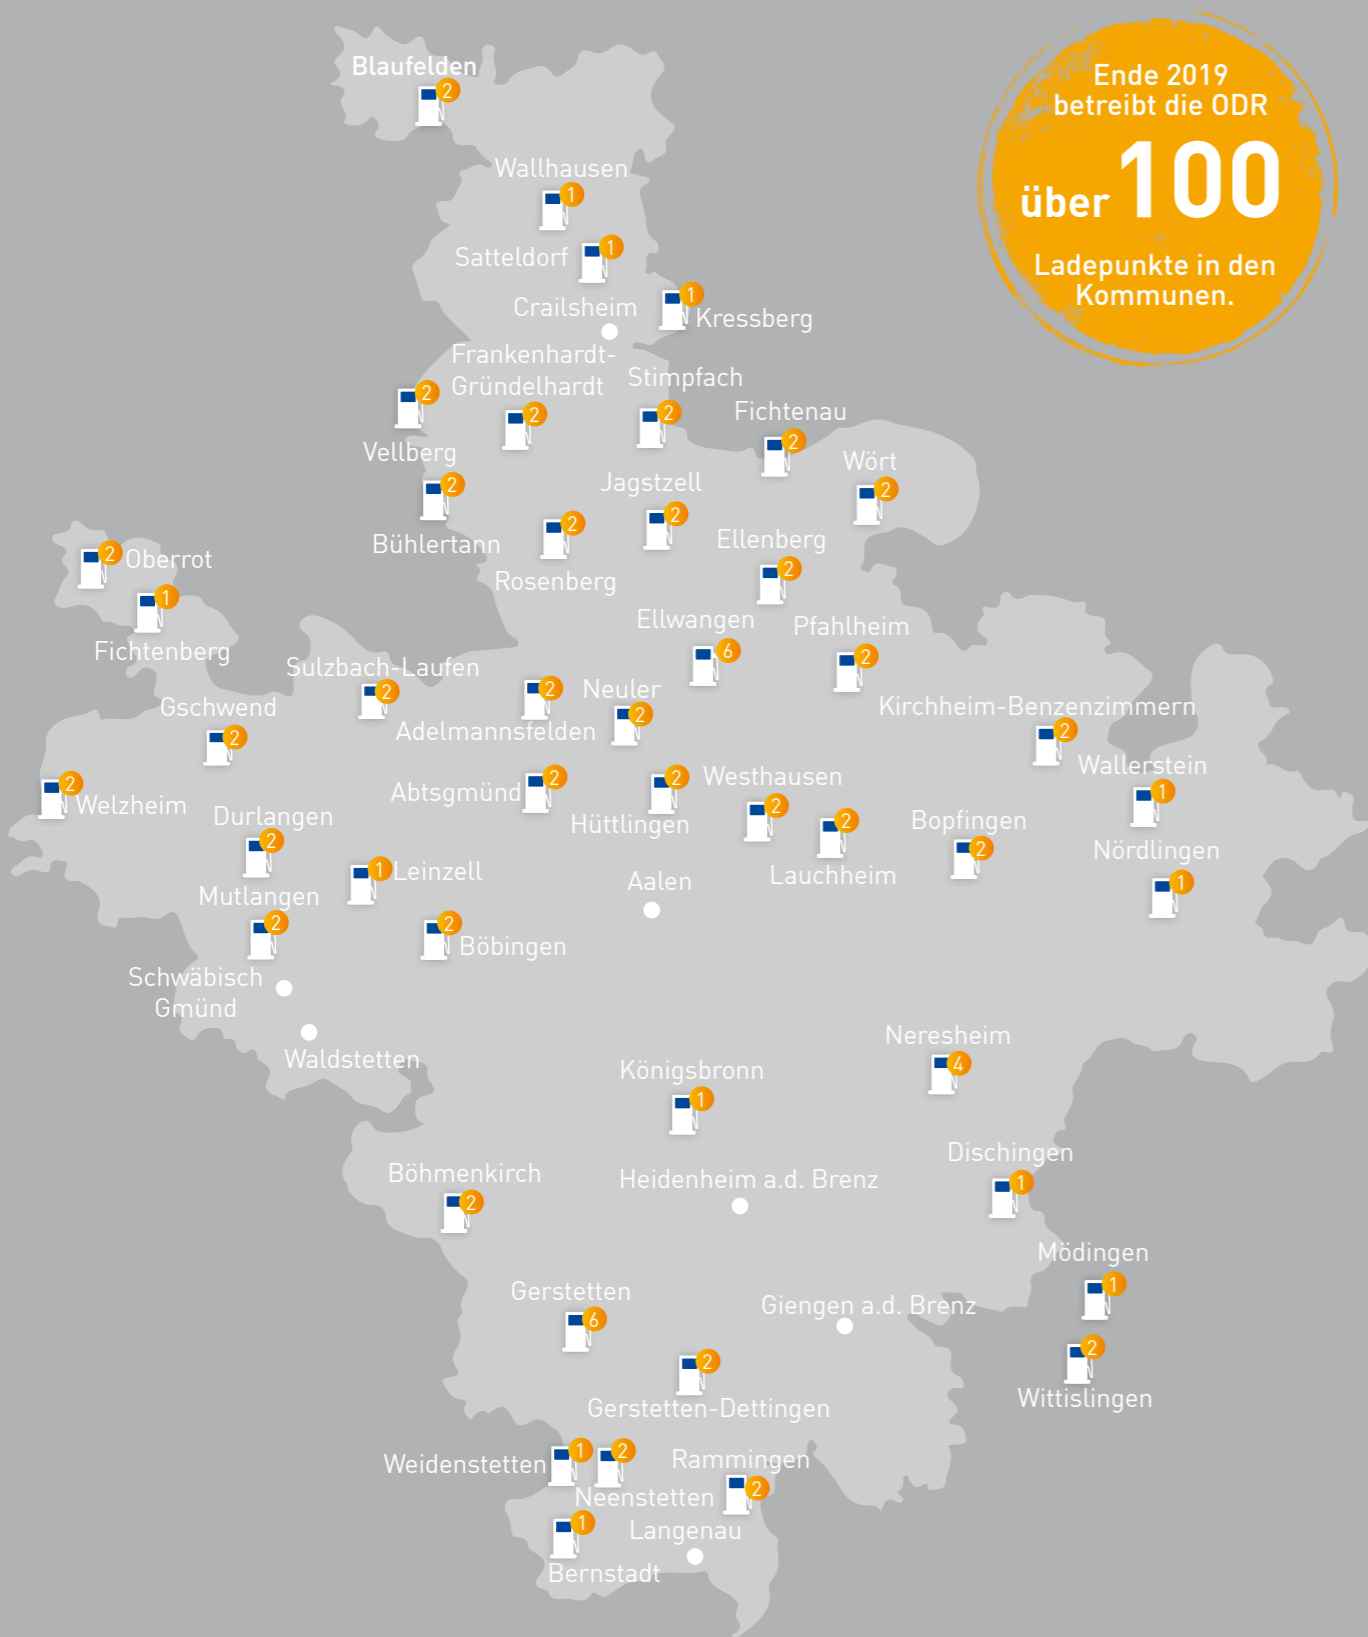 Ende 2019
betreibt die ODR
über 100
Ladepunkte in den
Kommunen.
Blaufelden
2
Wallhausen
1
Satteldorf
1
Crailsheim
Kressberg
1
Frankenhardt-
Gründelhardt
2
Stimpfach
2
Vellberg
2
Fichtenau
2
Wört
2
Jagstzell
2
Bühlertann
2
Rosenberg
2
Ellenberg
2
Oberrot
2
Fichtenberg
1
Ellwangen
6
Pfahlheim
2
Sulzbach-Laufen
2
Adelmannsfelden
2
Neuler
2
Gschwend
2
Kirchheim-Benzenzimmern
2
Wallerstein
1
Welzheim
2
Abtsgmünd
2
Hüttlingen
2
Westhausen
2
Lauchheim
2
Bopfingen
2
Nördlingen
1
Durlangen
2
Leinzell
1
Mutlangen
2
Böbingen
2
Aalen
Schwäbisch
Gmünd
Waldstetten
Neresheim
4
Königsbronn
1
Dischingen
1
Böhmenkirch
2
Heidenheim a.d. Brenz
Mödingen
1
Gerstetten
6
Giengen a.d. Brenz
Wittislingen
2
Gerstetten-Dettingen
2
Weidenstetten
1
Neenstetten
2
Rammingen
2
Langenau
Bernstadt
1